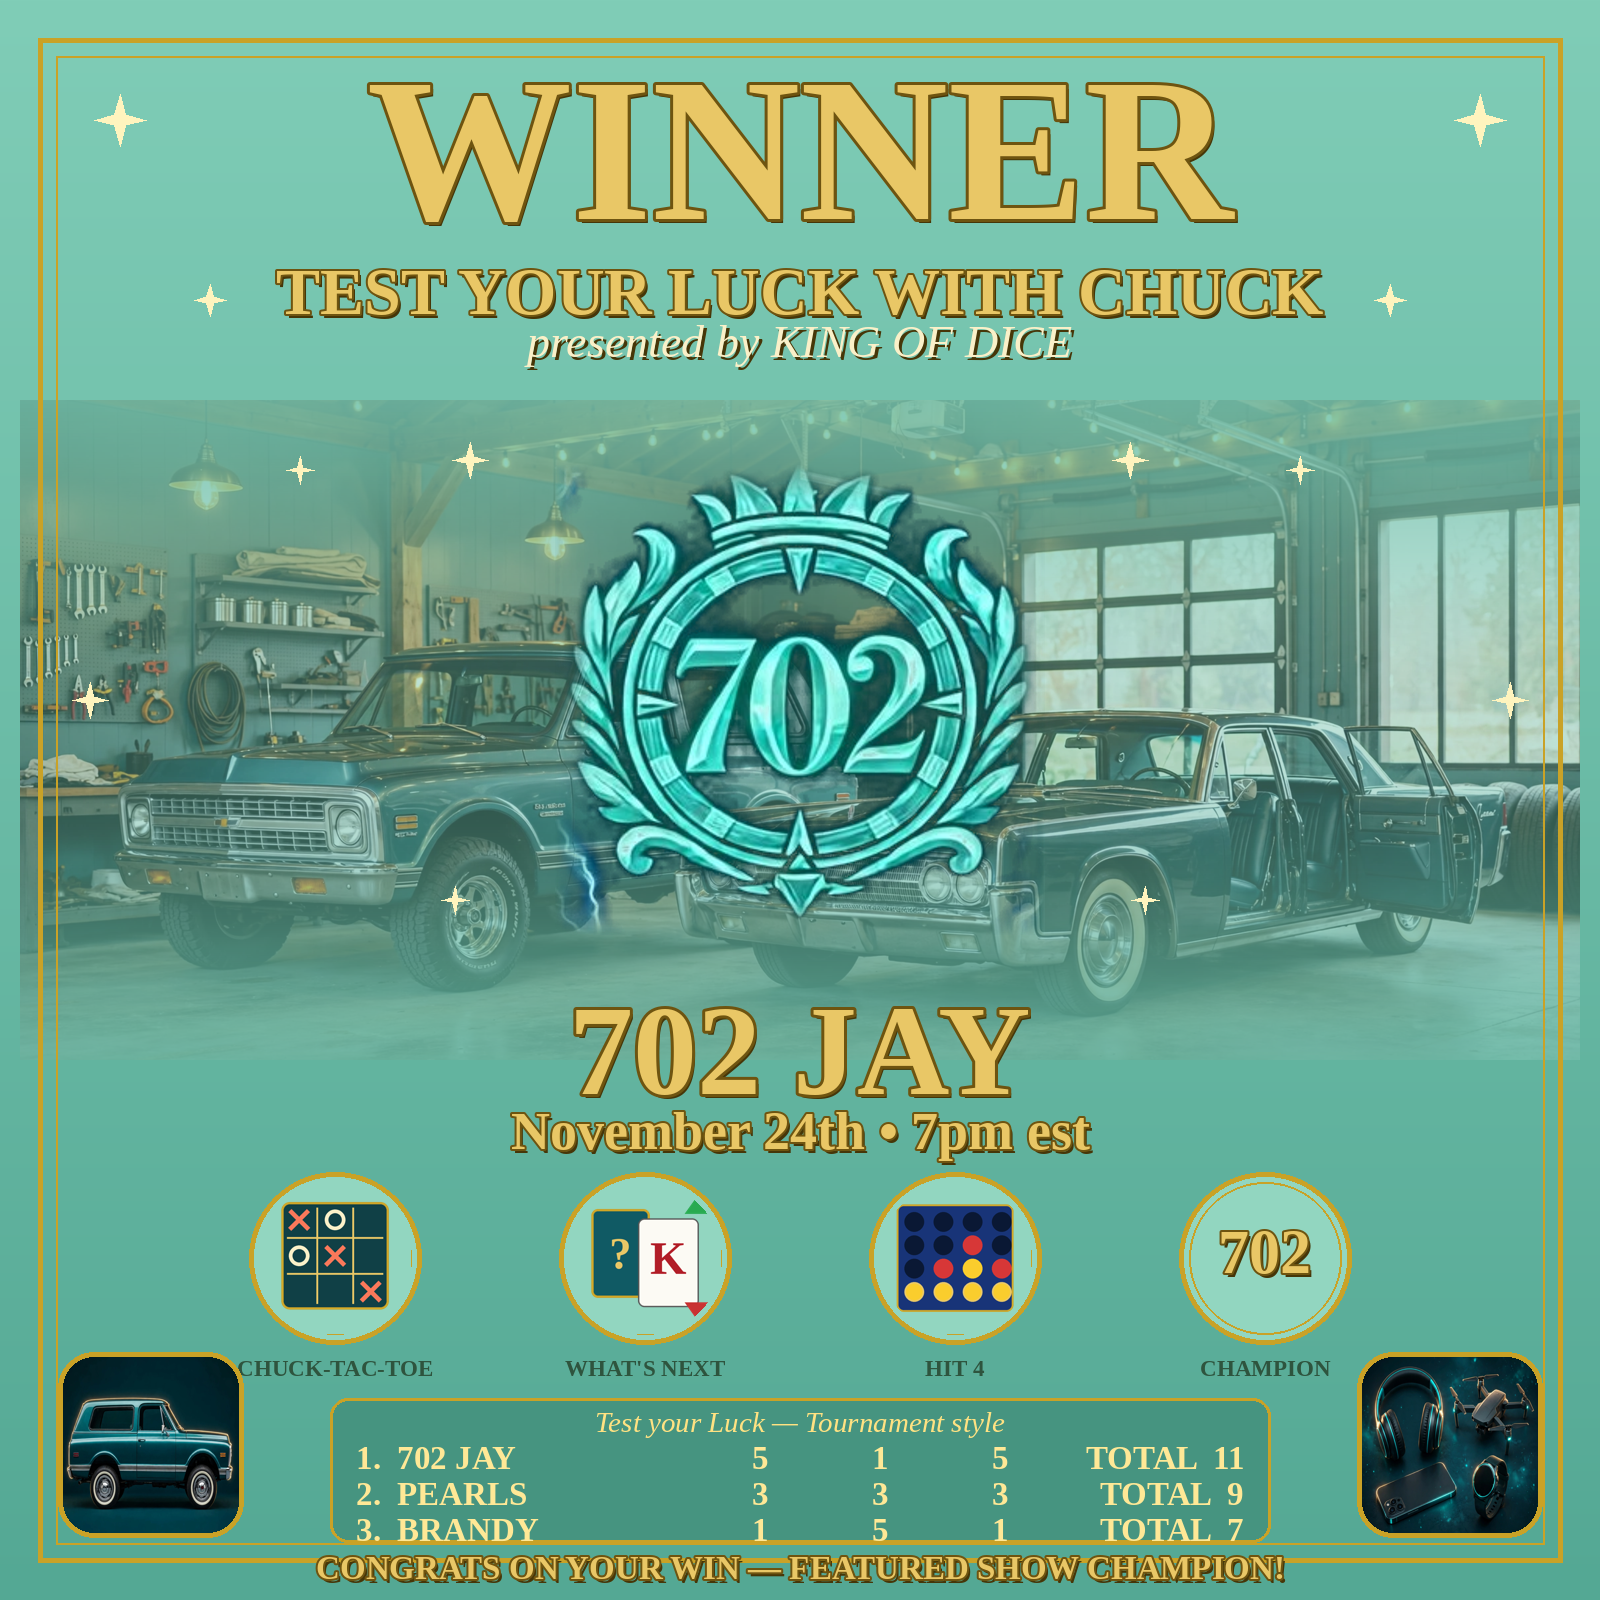 WINNER
TEST YOUR LUCK WITH CHUCK
presented by KING OF DICE
702
702 JAY
November 24th • 7pm est
? K
702
CHUCK-TAC-TOE
WHAT'S NEXT
HIT 4
CHAMPION
Test your Luck — Tournament style
1. 702 JAY 5 1 5 TOTAL 11
2. PEARLS 3 3 3 TOTAL 9
3. BRANDY 1 5 1 TOTAL 7
CONGRATS ON YOUR WIN — FEATURED SHOW CHAMPION!